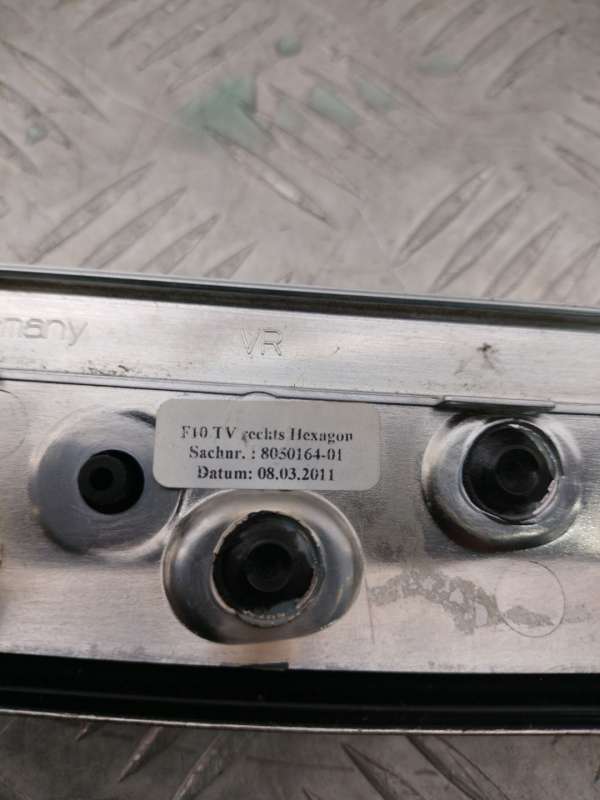 many
VR
F10 TV rechts Hexagon
Sachnr. : 8050164-01
Datum: 08.03.2011